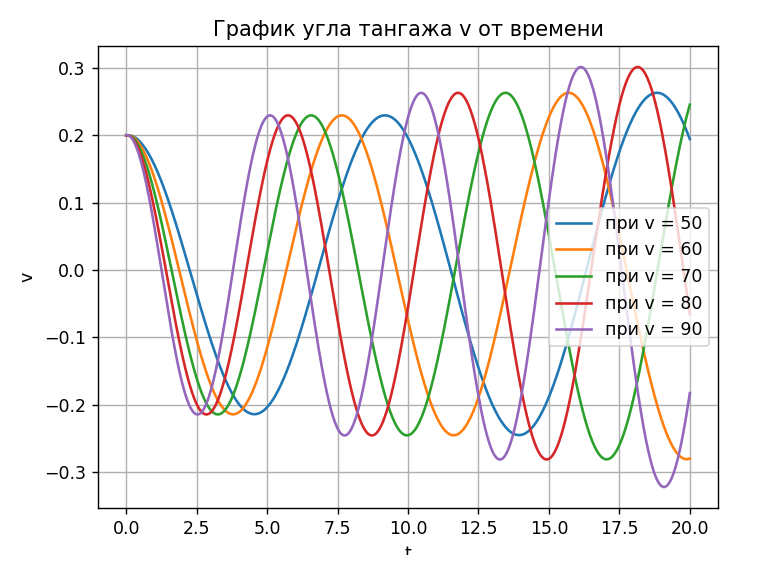 График угла тангажа v от времени
0.3
0.2
0.1
0.0
−0.1
−0.2
−0.3
v
при v = 50
при v = 60
при v = 70
при v = 80
при v = 90
0.0 2.5 5.0 7.5 10.0 12.5 15.0 17.5 20.0
t